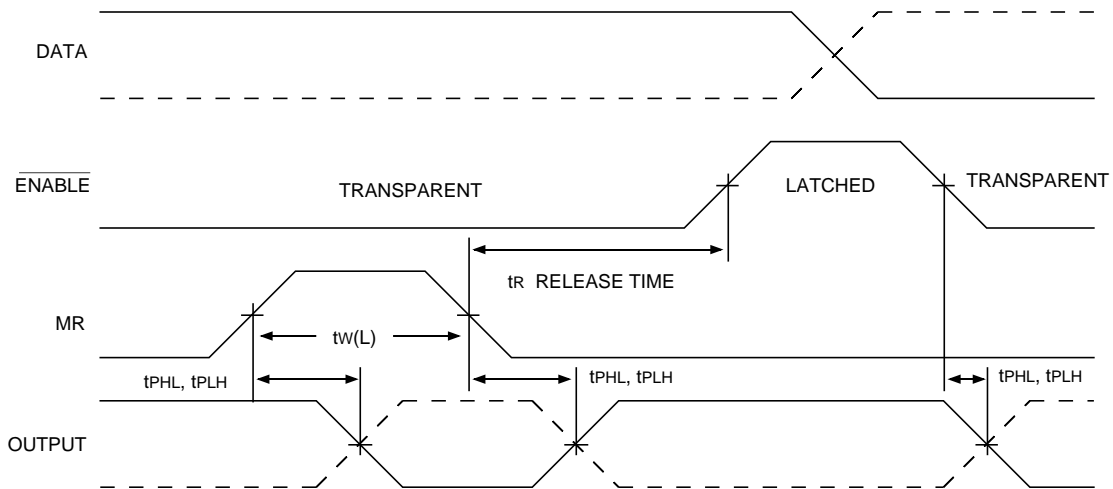 DATA
ENABLE
TRANSPARENT
LATCHED
TRANSPARENT
tR RELEASE TIME
MR
tW(L)
tPHL, tPLH
tPHL, tPLH
tPHL, tPLH
OUTPUT